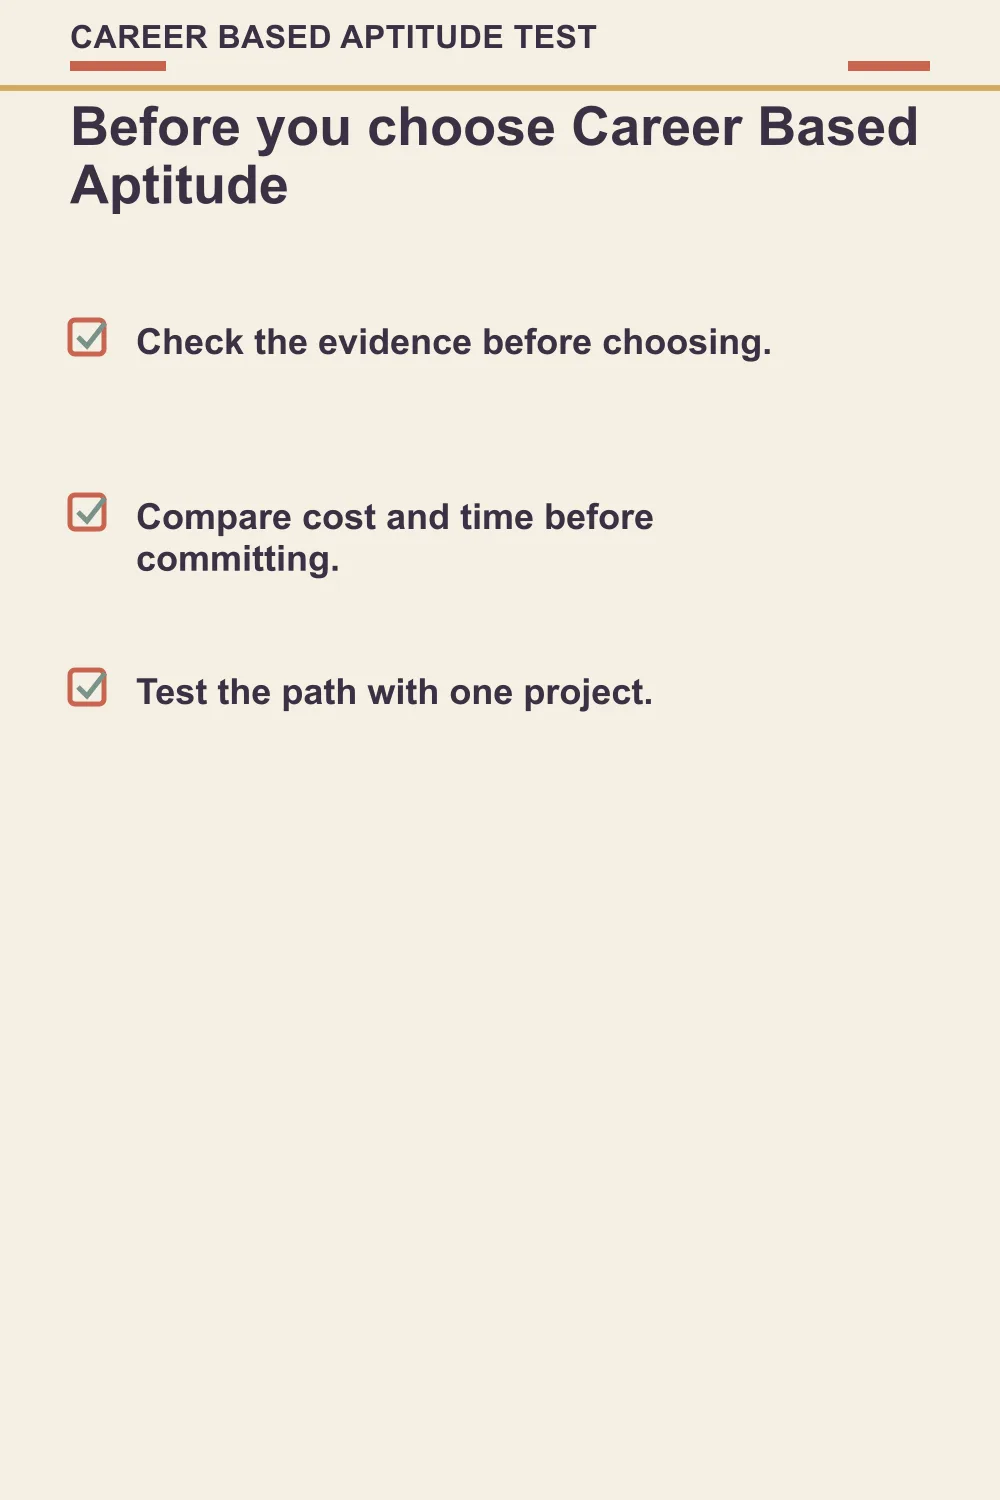 CAREER BASED APTITUDE TEST
Before you choose Career Based
Aptitude
Check the evidence before choosing.
Compare cost and time before
committing.
Test the path with one project.